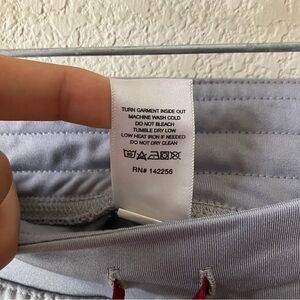 TURN GARMENT INSIDE OUT
MACHINE WASH COLD
DO NOT BLEACH
TUMBLE DRY LOW
LOW HEAT IRON IF NEEDED
DO NOT DRY CLEAN
RN# 142256